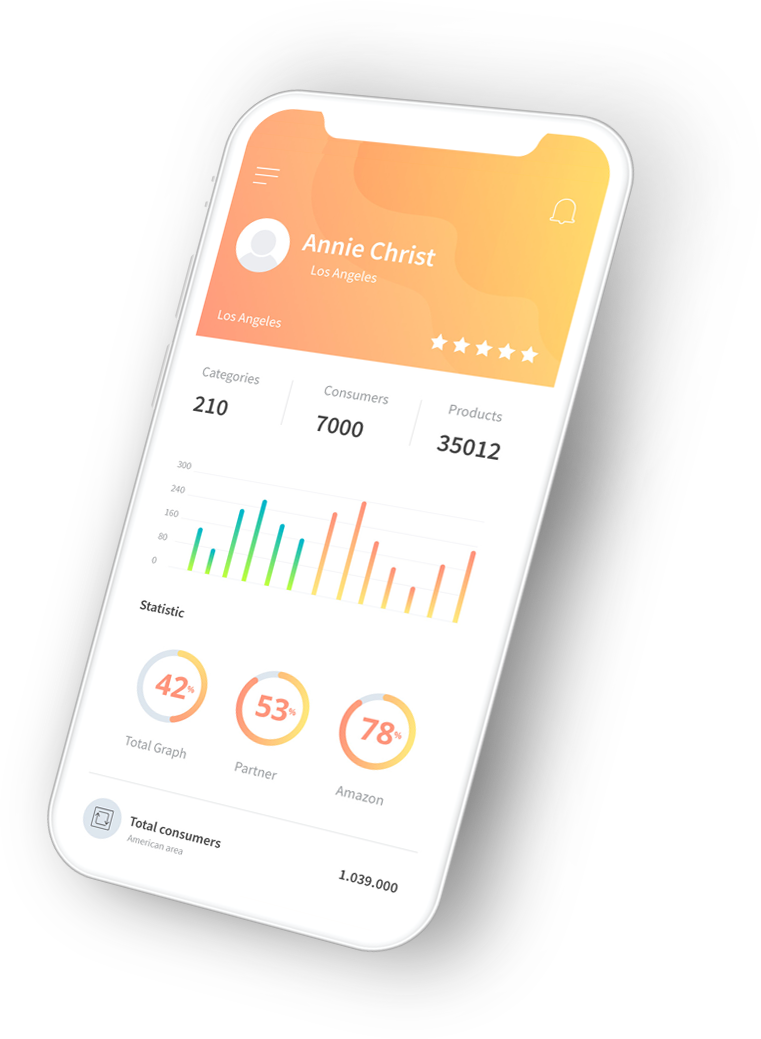 Annie Christ
Los Angeles
Los Angeles
Categories
210
Consumers
7000
Products
35012
300
240
160
80
0
Statistic
42%
53%
78%
Total Graph
Partner
Amazon
Total consumers
American area
1.039.000